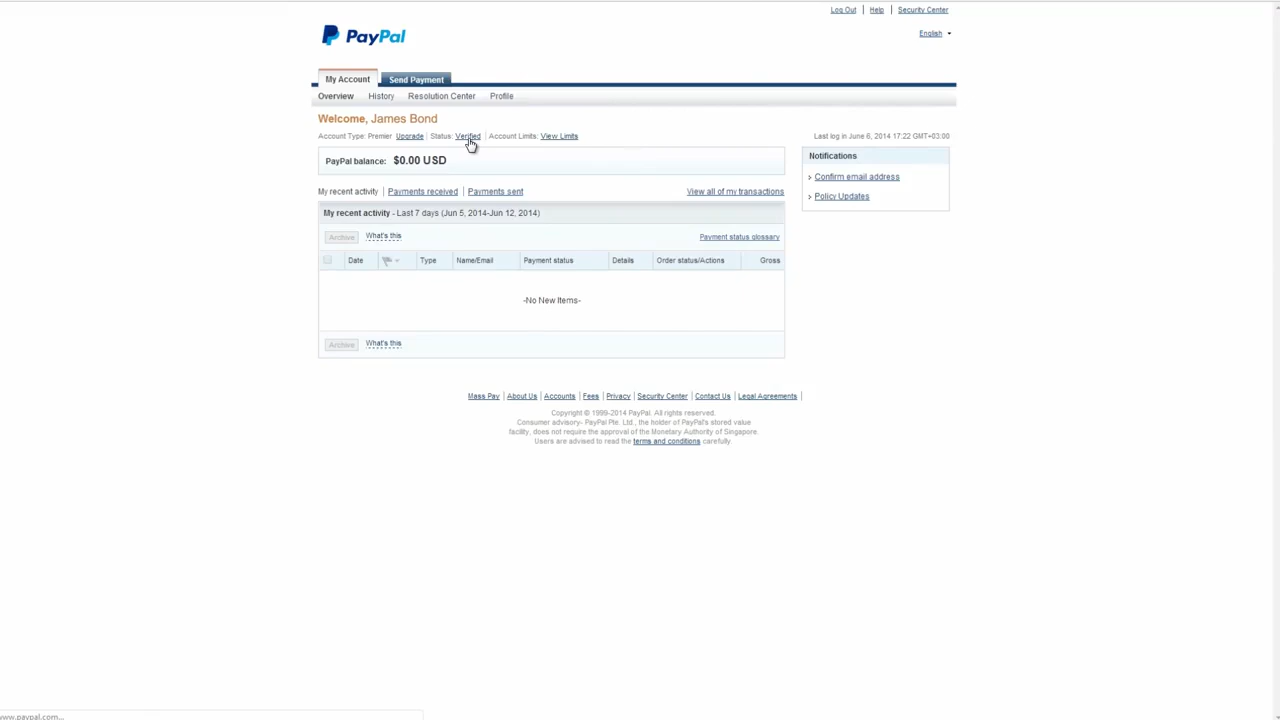 Log Out | Help | Security Center
PayPal
English
My Account Send Payment
Overview History Resolution Center Profile
Welcome, James Bond
Account Type: Premier Upgrade | Status: Verified | Account Limits: View Limits
Last log in June 6, 2014 17:22 GMT+03:00
PayPal balance: $0.00 USD
Notifications
Confirm email address
Policy Updates
My recent activity | Payments received | Payments sent
View all of my transactions
My recent activity - Last 7 days (Jun 5, 2014-Jun 12, 2014)
Archive What's this
Payment status glossary
Date Type Name/Email Payment status Details Order status/Actions Gross
-No New Items-
Archive What's this
Mass Pay | About Us | Accounts | Fees | Privacy | Security Center | Contact Us | Legal Agreements |
Copyright © 1999-2014 PayPal. All rights reserved.
Consumer advisory- PayPal Pte. Ltd., the holder of PayPal's stored value
facility, does not require the approval of the Monetary Authority of Singapore.
Users are advised to read the terms and conditions carefully.
www.paypal.com...